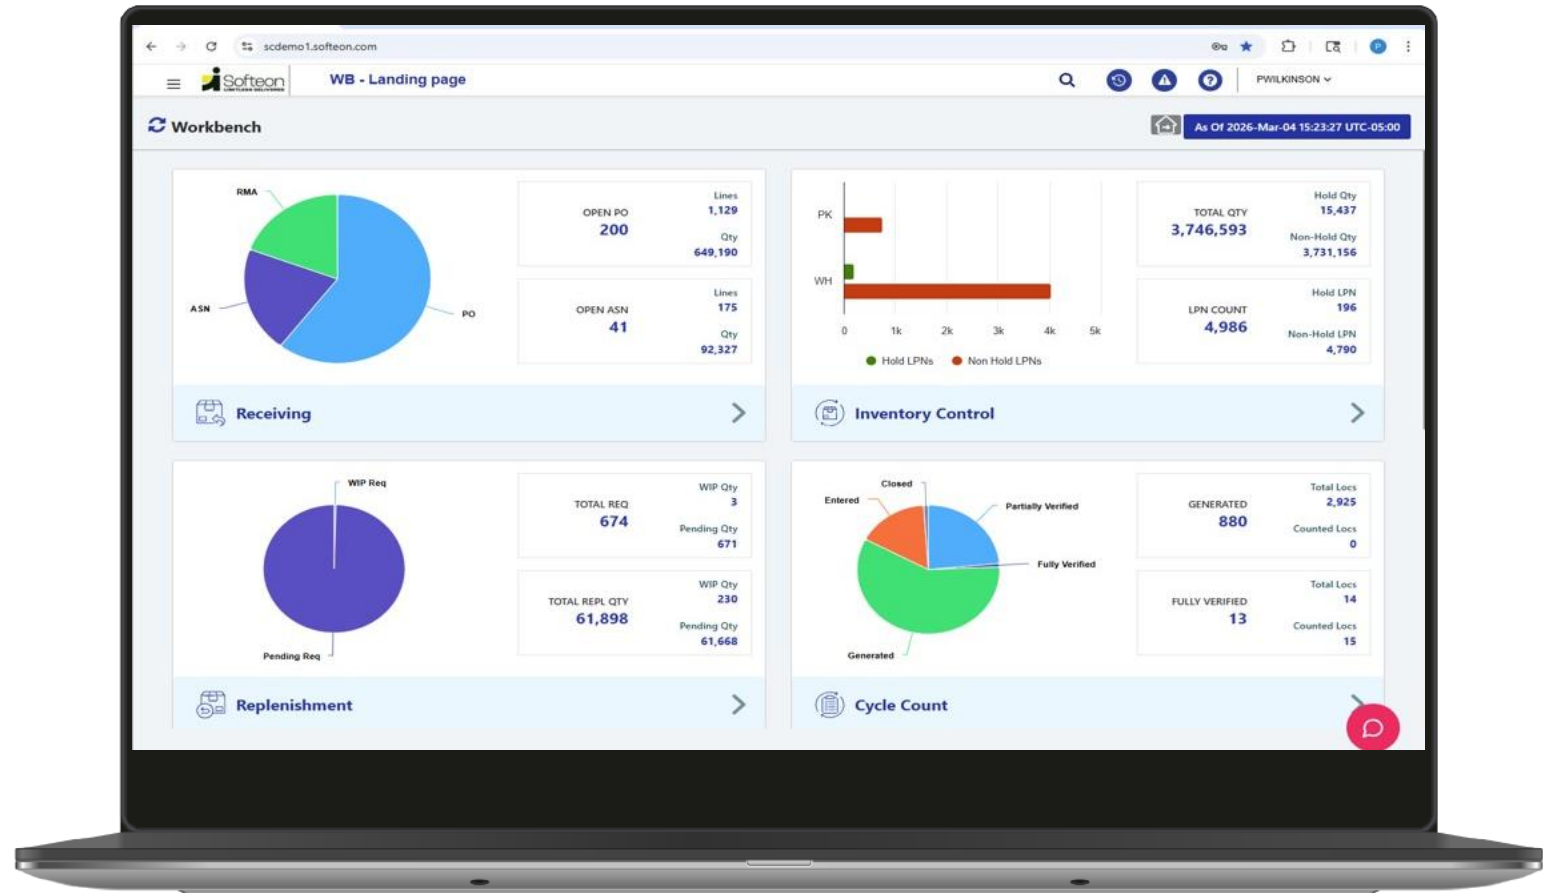 scdemo1.softeon.com
P
Softeon
LIMITLESS DELIVERED
WB - Landing page
PWILKINSON
Workbench
As Of 2026-Mar-04 15:23:27 UTC-05:00
RMA
ASN
PO
OPEN PO
200
Lines
1,129
Qty
649,190
OPEN ASN
41
Lines
175
Qty
92,327
Receiving
PK
WH
0 1k 2k 3k 4k 5k
Hold LPNs Non Hold LPNs
TOTAL QTY
3,746,593
Hold Qty
15,437
Non-Hold Qty
3,731,156
LPN COUNT
4,986
Hold LPN
196
Non-Hold LPN
4,790
Inventory Control
WIP Req
Pending Req
TOTAL REQ
674
WIP Qty
3
Pending Qty
671
TOTAL REPL QTY
61,898
WIP Qty
230
Pending Qty
61,668
Replenishment
Closed
Entered
Partially Verified
Fully Verified
Generated
GENERATED
880
Total Locs
2,925
Counted Locs
0
FULLY VERIFIED
13
Total Locs
14
Counted Locs
15
Cycle Count